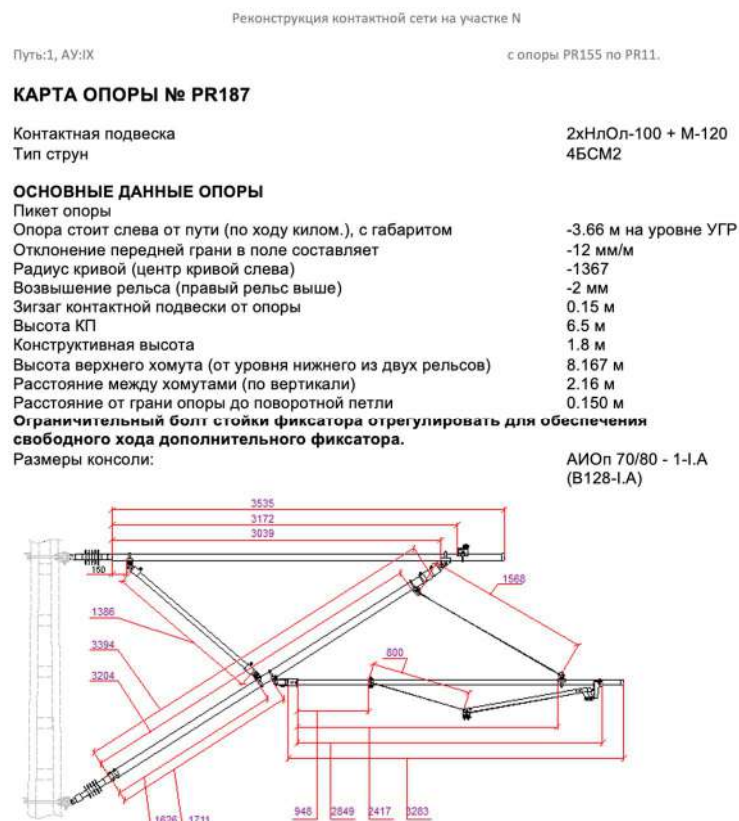 Реконструкция контактной сети на участке N
Путь:1, АУ:IX с опоры PR155 по PR11.
КАРТА ОПОРЫ № PR187
Контактная подвеска 2хНлОл-100 + М-120
Тип струн 4БСМ2
ОСНОВНЫЕ ДАННЫЕ ОПОРЫ
Пикет опоры
Опора стоит слева от пути (по ходу килом.), с габаритом -3.66 м на уровне УГР
Отклонение передней грани в поле составляет -12 мм/м
Радиус кривой (центр кривой слева) -1367
Возвышение рельса (правый рельс выше) -2 мм
Зигзаг контактной подвески от опоры 0.15 м
Высота КП 6.5 м
Конструктивная высота 1.8 м
Высота верхнего хомута (от уровня нижнего из двух рельсов) 8.167 м
Расстояние между хомутами (по вертикали) 2.16 м
Расстояние от грани опоры до поворотной петли 0.150 м
Ограничительный болт стойки фиксатора отрегулировать для обеспечения
свободного хода дополнительного фиксатора.
Размеры консоли: АИОп 70/80 - 1-I.А
(В128-I.А)
3535
3172
3039
150
1568
1386
3394
800
3204
1626 1711 948 2849 2417 3283